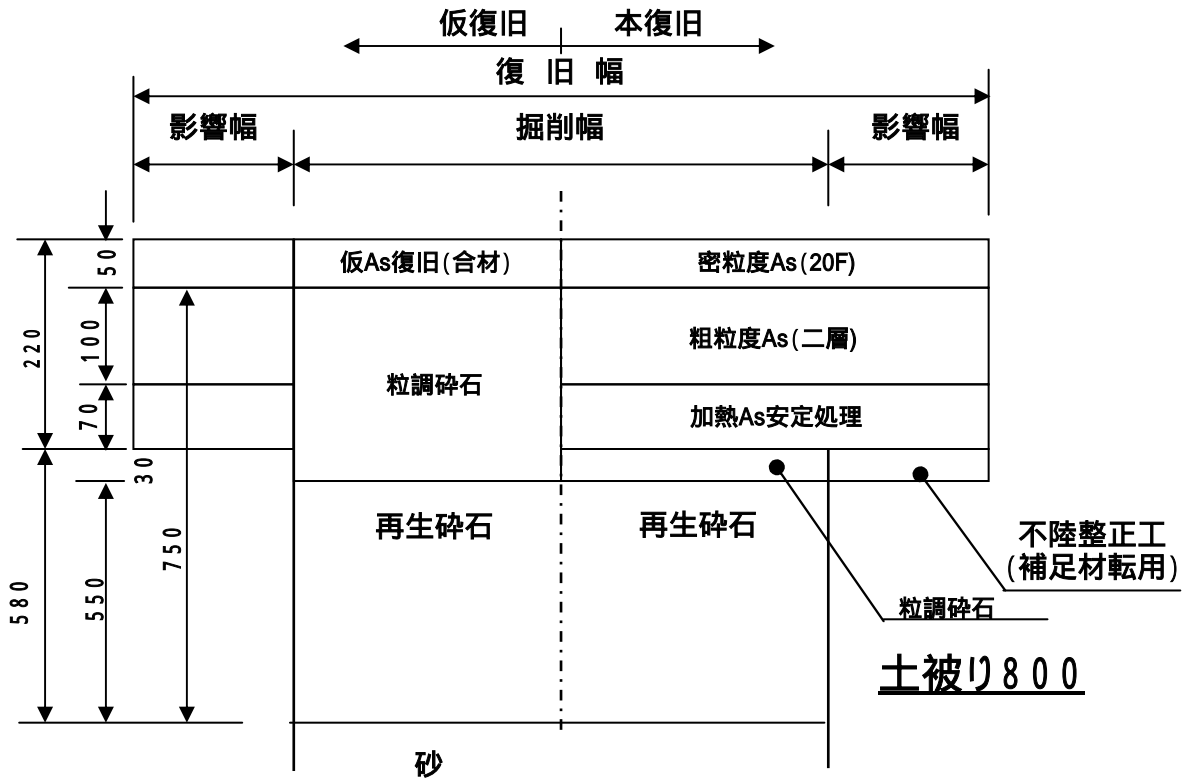 仮復旧 本復旧
復 旧 幅
影響幅 掘削幅 影響幅
仮As復旧(合材) 密粒度As(20F)
50
220
100
粗粒度As(二層)
粒調砕石
70
加熱As安定処理
30
再生砕石 再生砕石
750
580
550
不陸整正工
(補足材転用)
粒調砕石
土被り800
砂